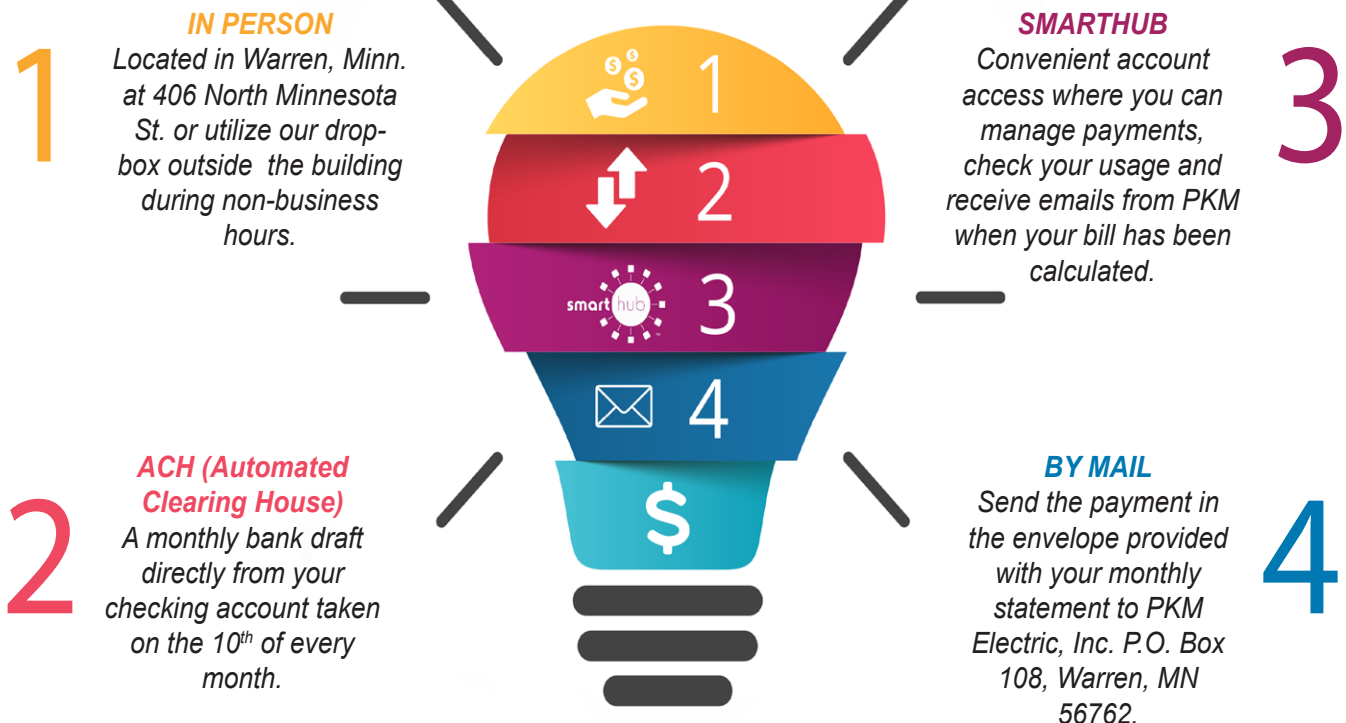 1
IN PERSON
Located in Warren, Minn.
at 406 North Minnesota
St. or utilize our drop-
box outside the building
during non-business
hours.
2
ACH (Automated
Clearing House)
A monthly bank draft
directly from your
checking account taken
on the 10th of every
month.
1
2
smart hub 3
4
$
SMARTHUB
Convenient account
access where you can
manage payments,
check your usage and
receive emails from PKM
when your bill has been
calculated.
3
BY MAIL
Send the payment in
the envelope provided
with your monthly
statement to PKM
Electric, Inc. P.O. Box
108, Warren, MN
56762.
4